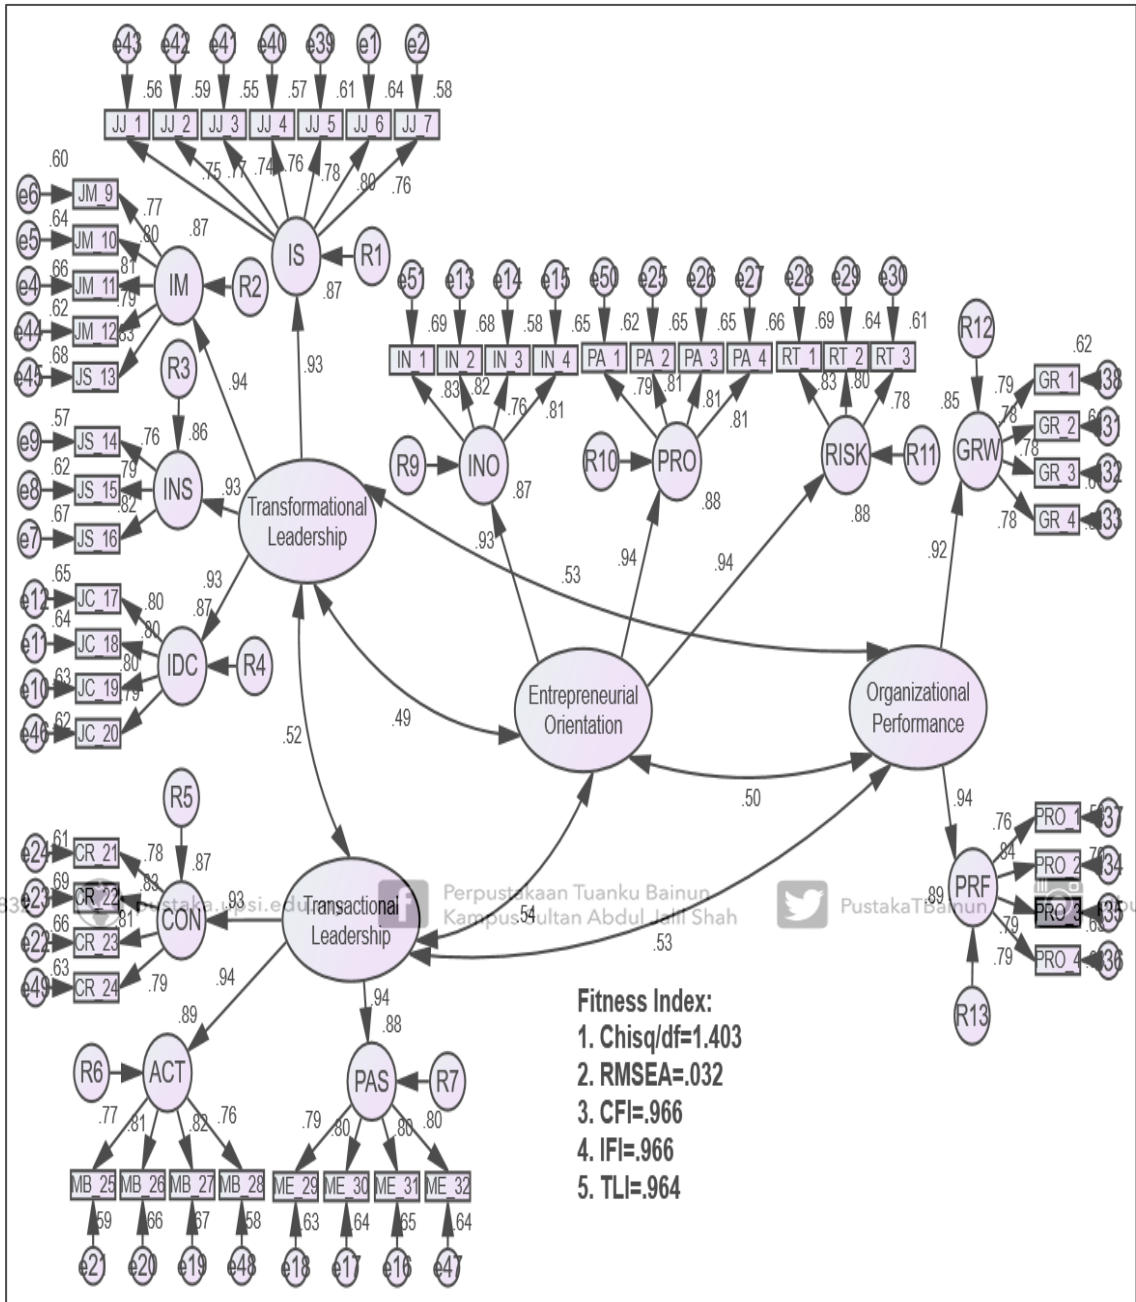 e43 e42 e41 e40 e39 e1 e2
.56 .59 .55 .57 .61 .64 .58
JJ_1 JJ_2 JJ_3 JJ_4 JJ_5 JJ_6 JJ_7
.75 .77 .74 .76 .78 .80 .76
.60
e6 JM_9 .77
.64
e5 JM_10 .80 .87
.66
e4 JM_11 .81 IM R2
.62
e44 JM_12 .79
.83
.68
e45 JS_13
IS R1
.87
.93
.94
R3
.86
.57
e9 JS_14 .76
.62
e8 JS_15 .79 INS .93
.67
e7 JS_16 .82
Transformational
Leadership
.93
.65
e12 JC_17 .80 .87
.64
e11 JC_18 .80 IDC R4
.63
e10 JC_19 .80
.79
.62
e46 JC_20
e51 e13 e14 e15 e50 e25 e26 e27 e28 e29 e30
.69 .68 .58 .65 .62 .65 .65 .66 .69 .64 .61
IN_1 IN_2 IN_3 IN_4 PA_1 PA_2 PA_3 PA_4 RT_1 RT_2 RT_3
.83 .82 .76 .81 .79 .81 .81 .81 .83 .80 .78
R9 INO R10 PRO RISK R11
.87 .88 .88
.93 .94 .94
R12
.62
.85 .79 GR_1 e38
GRW .78 GR_2 e31
.78 GR_3 e32
.78 GR_4 e33
.92
.53
Entrepreneurial
Orientation
Organizational
Performance
.52
.49
.50
.94
R5
.87
.61
e24 CR_21 .78
.69
e23 CR_22 .83 CON .93
.66
e22 CR_23 .81
.63
e49 CR_24 .79
Transactional
Leadership
pustaka.upsi.edu
Perpustakaan Tuanku Bainun
Kampus Sultan Abdul Jalil Shah
PustakaTBainun
.54
.53
.76 PRO_1 e37
.84 PRO_2 e34
PRF
.89
.79 PRO_3 e35
.79 PRO_4 e36
R13
.94 .94
.89 .88
R6 ACT PAS R7
.77 .81 .82 .76 .79 .80 .80 .80
MB_25 MB_26 MB_27 MB_28 ME_29 ME_30 ME_31 ME_32
.59 .66 .67 .58 .63 .64 .65 .64
e21 e20 e19 e48 e18 e17 e16 e47
Fitness Index:
1. Chisq/df=1.403
2. RMSEA=.032
3. CFI=.966
4. IFI=.966
5. TLI=.964